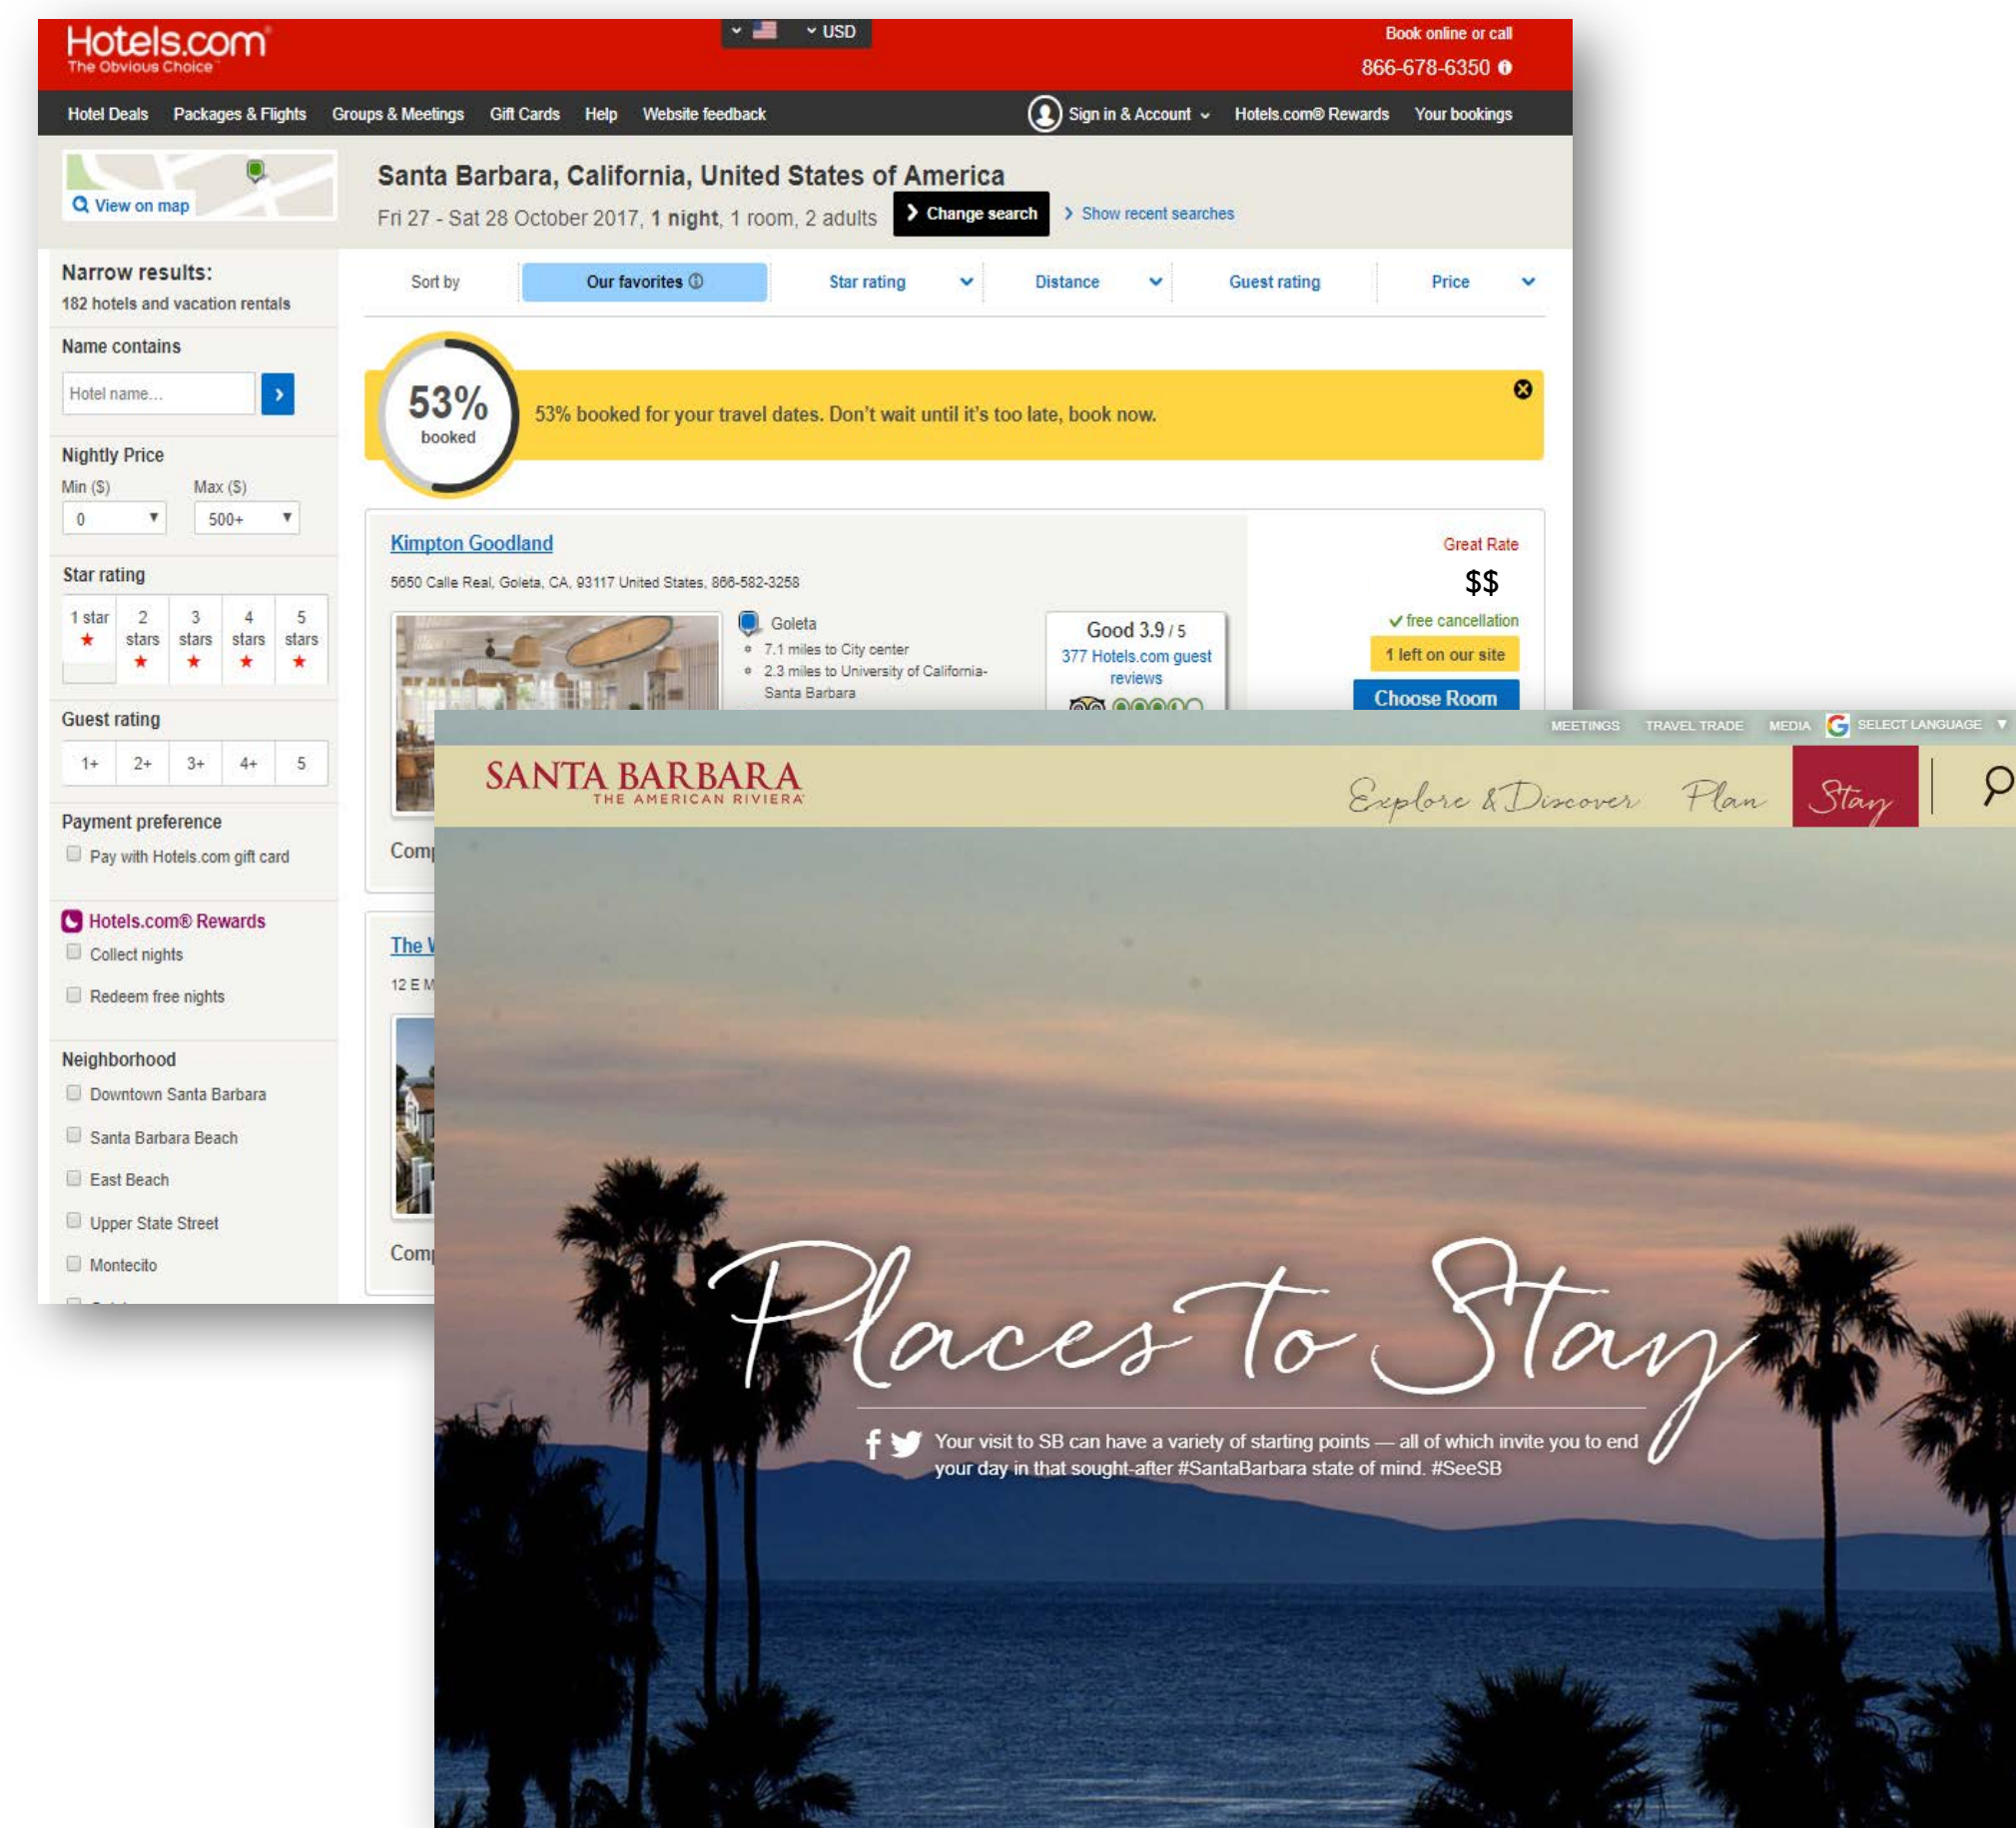 Hotels.com®
The Obvious Choice™
USD
Book online or call
866-678-6350
Hotel Deals Packages & Flights Groups & Meetings Gift Cards Help Website feedback Sign in & Account Hotels.com® Rewards Your bookings
View on map
Santa Barbara, California, United States of America
Fri 27 - Sat 28 October 2017, 1 night, 1 room, 2 adults Change search Show recent searches
Narrow results:
182 hotels and vacation rentals
Sort by Our favorites Star rating Distance Guest rating Price
Name contains
Hotel name...
53%
booked
53% booked for your travel dates. Don't wait until it's too late, book now.
Nightly Price
Min ($) Max ($)
0 500+
Star rating
1 star 2 stars 3 stars 4 stars 5 stars
Guest rating
1+ 2+ 3+ 4+ 5
Payment preference
Pay with Hotels.com gift card
Hotels.com® Rewards
Collect nights
Redeem free nights
Neighborhood
Downtown Santa Barbara
Santa Barbara Beach
East Beach
Upper State Street
Montecito
Kimpton Goodland
5650 Calle Real, Goleta, CA, 93117 United States, 866-582-3258
Goleta
7.1 miles to City center
2.3 miles to University of California-
Santa Barbara
Good 3.9 / 5
377 Hotels.com guest
reviews
Great Rate
$$
free cancellation
1 left on our site
Choose Room
The
12 E
MEETINGS TRAVEL TRADE MEDIA G SELECT LANGUAGE
SANTA BARBARA
THE AMERICAN RIVIERA®
Explore & Discover Plan Stay
Places to Stay
Your visit to SB can have a variety of starting points — all of which invite you to end
your day in that sought-after #SantaBarbara state of mind. #SeeSB